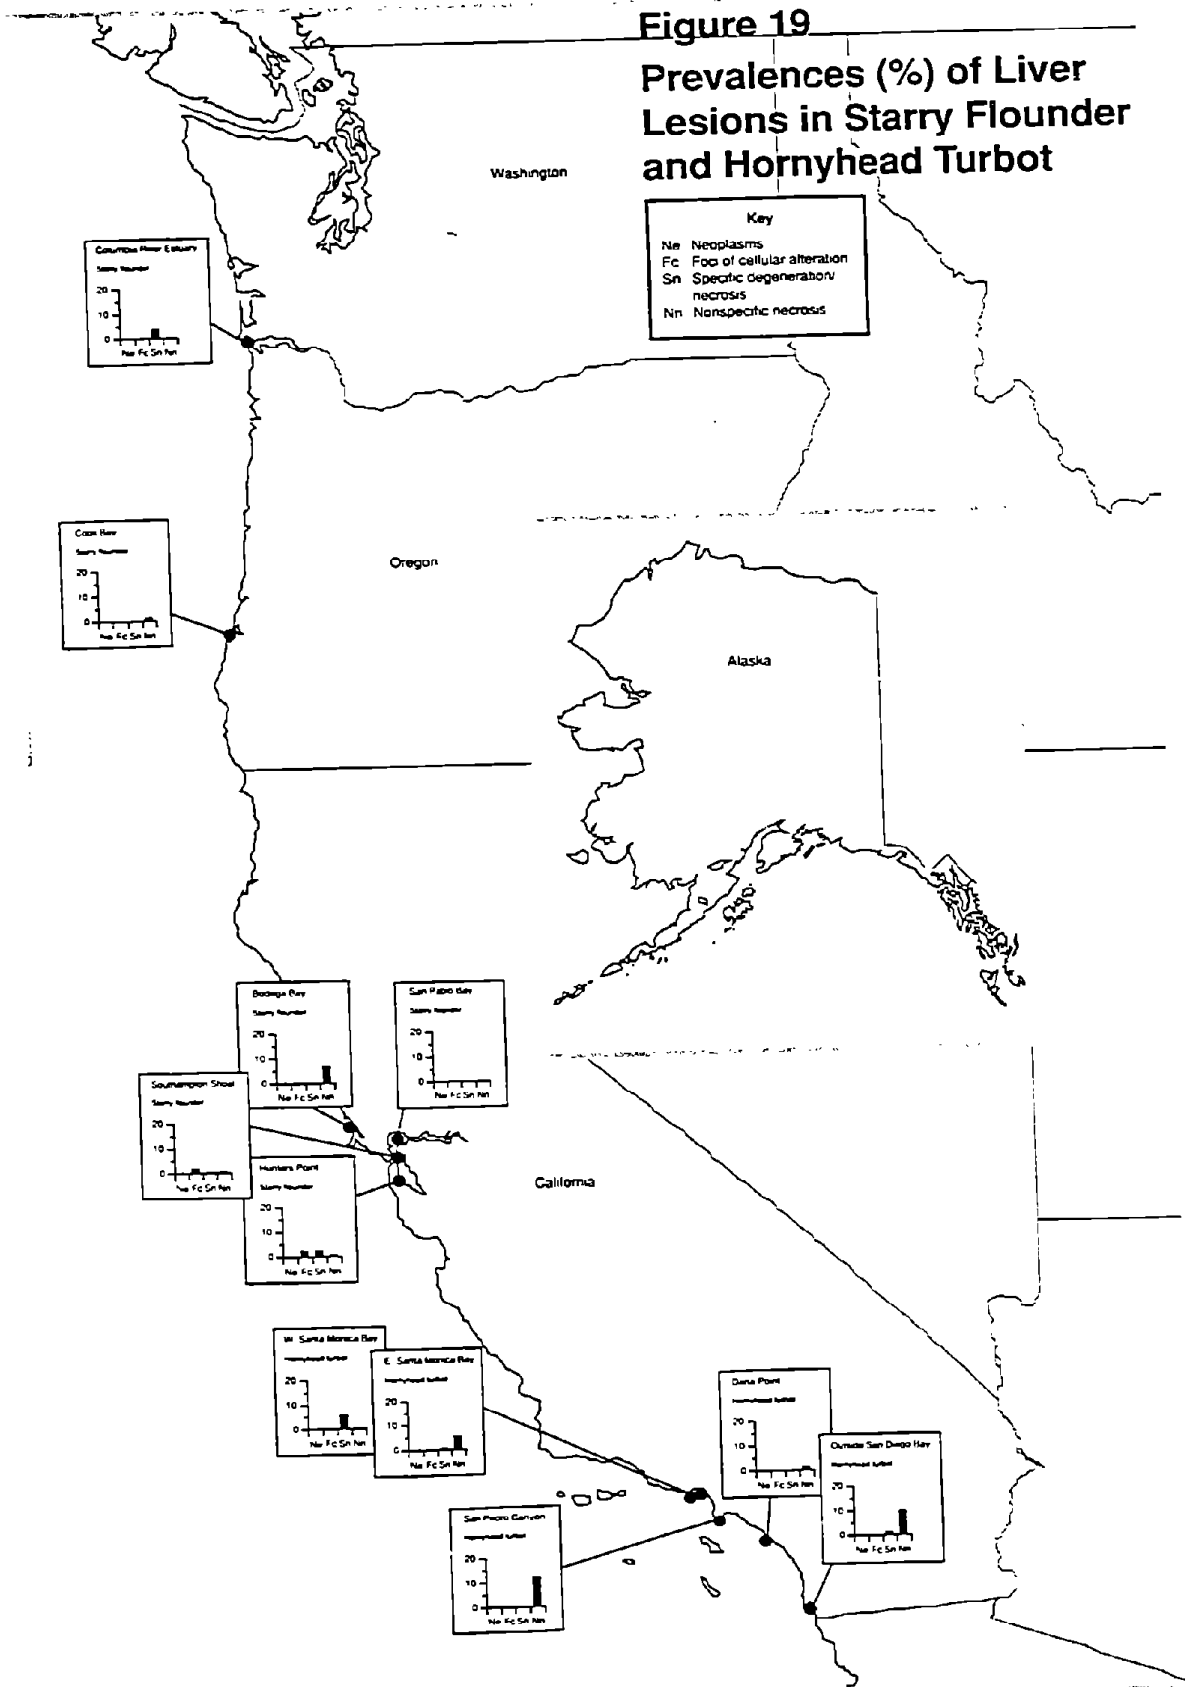 Figure 19
Prevalences (%) of Liver
Lesions in Starry Flounder
and Hornyhead Turbot
Washington
Key
Ne Neoplasms
Fc Foci of cellular alteration
Sn Specific degeneration/
necrosis
Nn Nonspecific necrosis
Columbia River Estuary
Starry flounder
20
10
0
Ne Fc Sn Nn
Coos Bay
Starry flounder
20
10
0
Ne Fc Sn Nn
Oregon
Alaska
Bodega Bay
Starry flounder
20
10
0
Ne Fc Sn Nn
San Pablo Bay
Starry flounder
20
10
0
Ne Fc Sn Nn
Southampton Shoal
Starry flounder
20
10
0
Ne Fc Sn Nn
Hunters Point
Starry flounder
20
10
0
Ne Fc Sn Nn
California
W. Santa Monica Bay
Hornyhead turbot
20
10
0
Ne Fc Sn Nn
E. Santa Monica Bay
Hornyhead turbot
20
10
0
Ne Fc Sn Nn
Dana Point
Hornyhead turbot
20
10
0
Ne Fc Sn Nn
Outside San Diego Bay
Hornyhead turbot
20
10
0
Ne Fc Sn Nn
San Pedro Canyon
Hornyhead turbot
20
10
0
Ne Fc Sn Nn